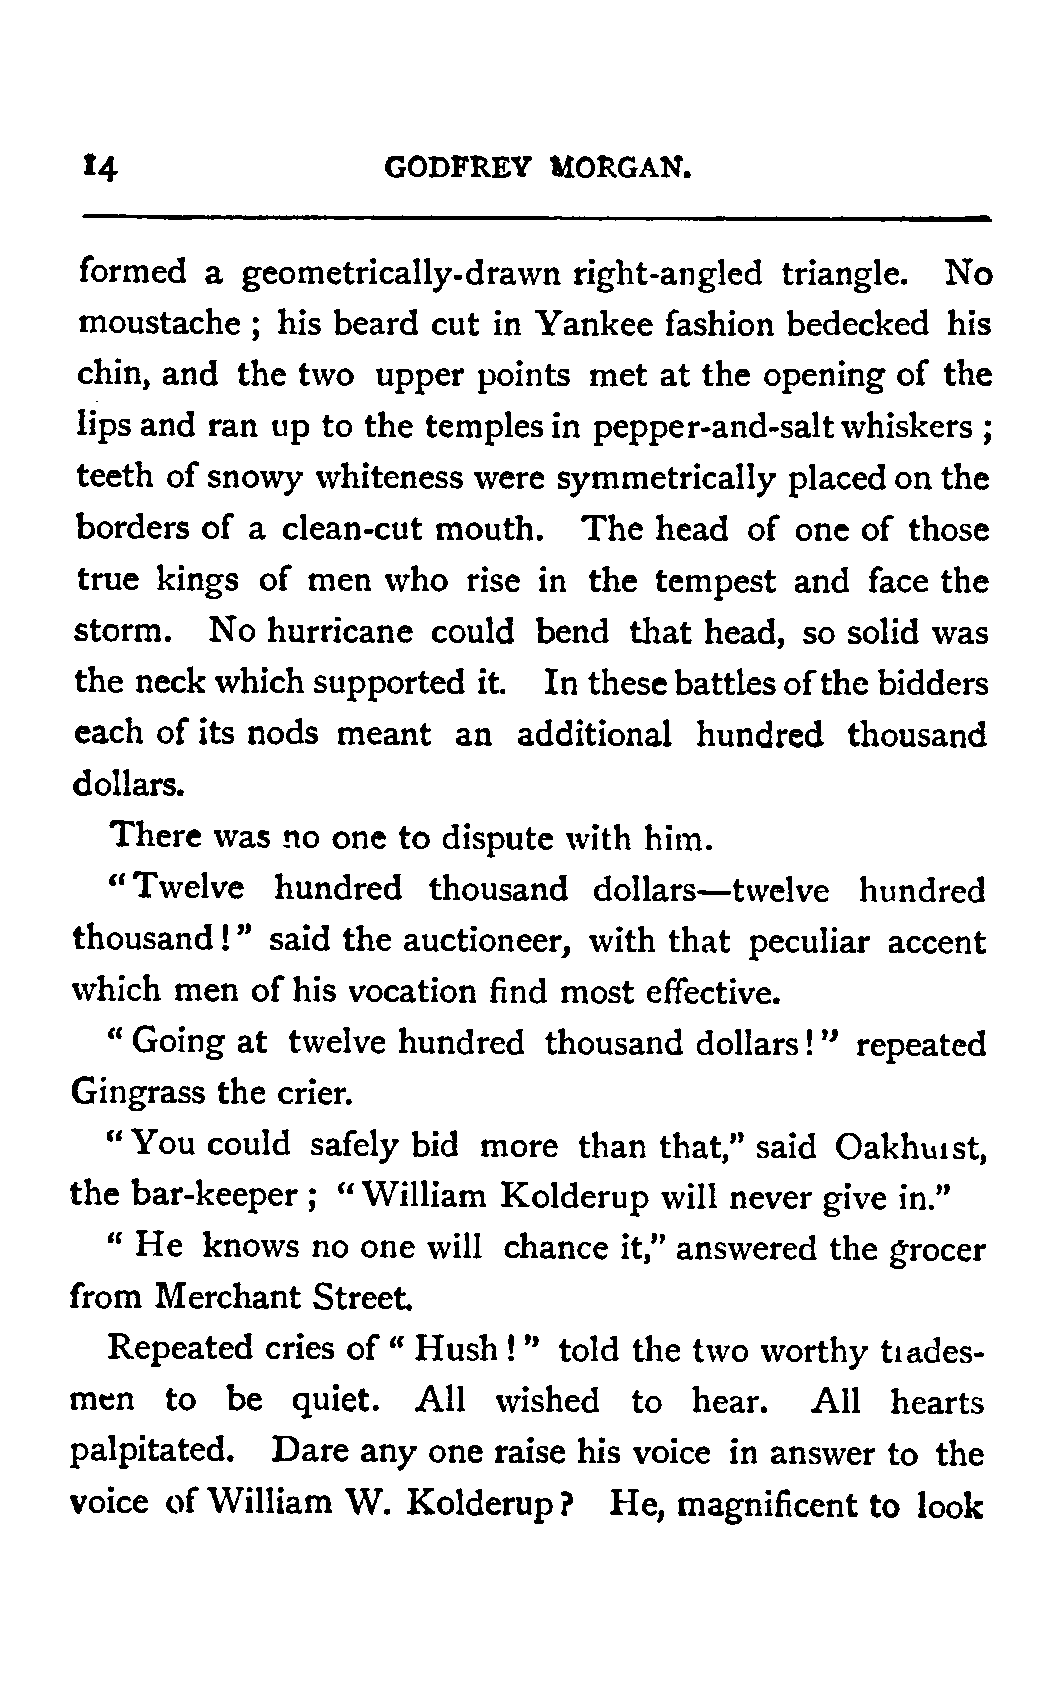 14 GODFREY MORGAN.
formed a geometrically-drawn right-angled triangle. No
moustache ; his beard cut in Yankee fashion bedecked his
chin, and the two upper points met at the opening of the
lips and ran up to the temples in pepper-and-salt whiskers ;
teeth of snowy whiteness were symmetrically placed on the
borders of a clean-cut mouth. The head of one of those
true kings of men who rise in the tempest and face the
storm. No hurricane could bend that head, so solid was
the neck which supported it. In these battles of the bidders
each of its nods meant an additional hundred thousand
dollars.
There was no one to dispute with him.
“Twelve hundred thousand dollars—twelve hundred
thousand!” said the auctioneer, with that peculiar accent
which men of his vocation find most effective.
“Going at twelve hundred thousand dollars!” repeated
Gingrass the crier.
“You could safely bid more than that,” said Oakhurst,
the bar-keeper ; “William Kolderup will never give in.”
“He knows no one will chance it,” answered the grocer
from Merchant Street.
Repeated cries of “Hush!” told the two worthy trades-
men to be quiet. All wished to hear. All hearts
palpitated. Dare any one raise his voice in answer to the
voice of William W. Kolderup? He, magnificent to look